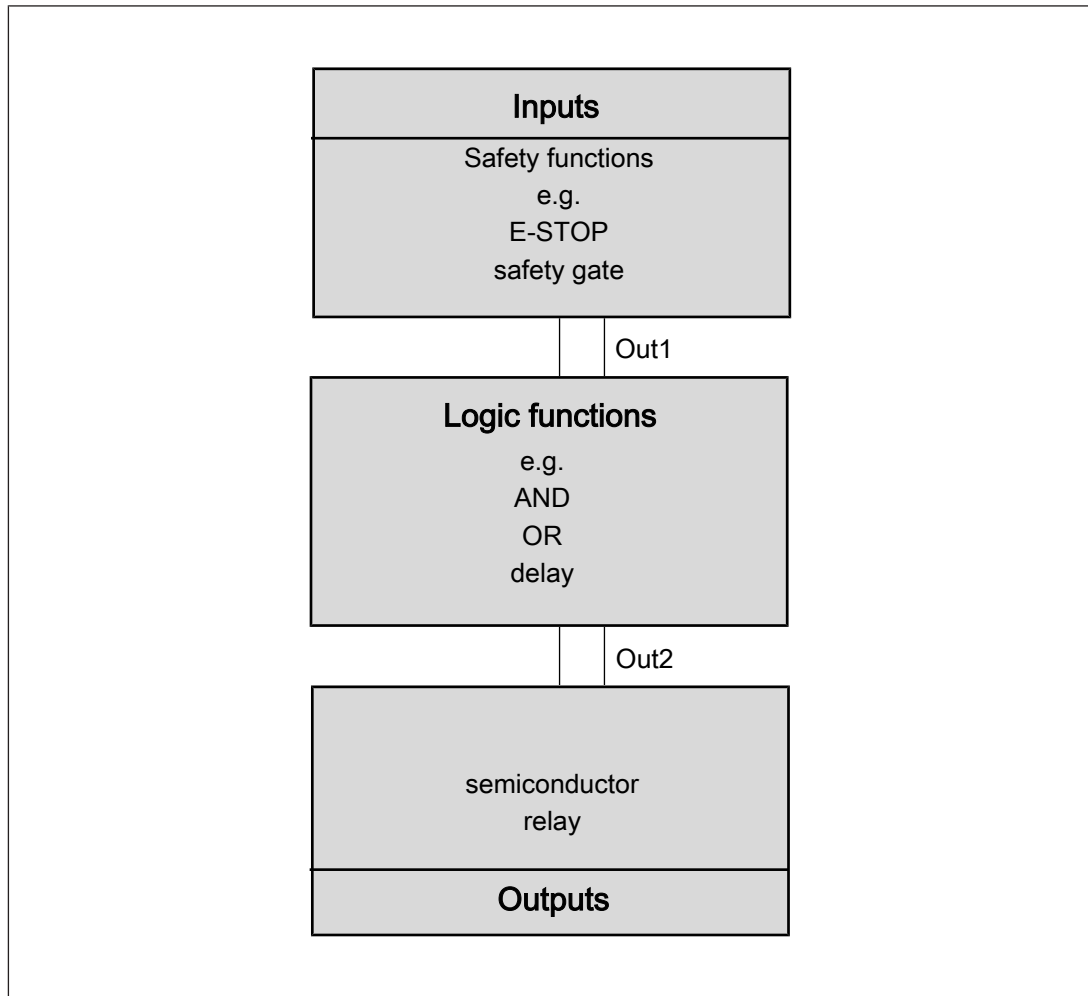 Inputs
Safety functions
e.g.
E-STOP
safety gate
Out1
Logic functions
e.g.
AND
OR
delay
Out2
semiconductor
relay
Outputs